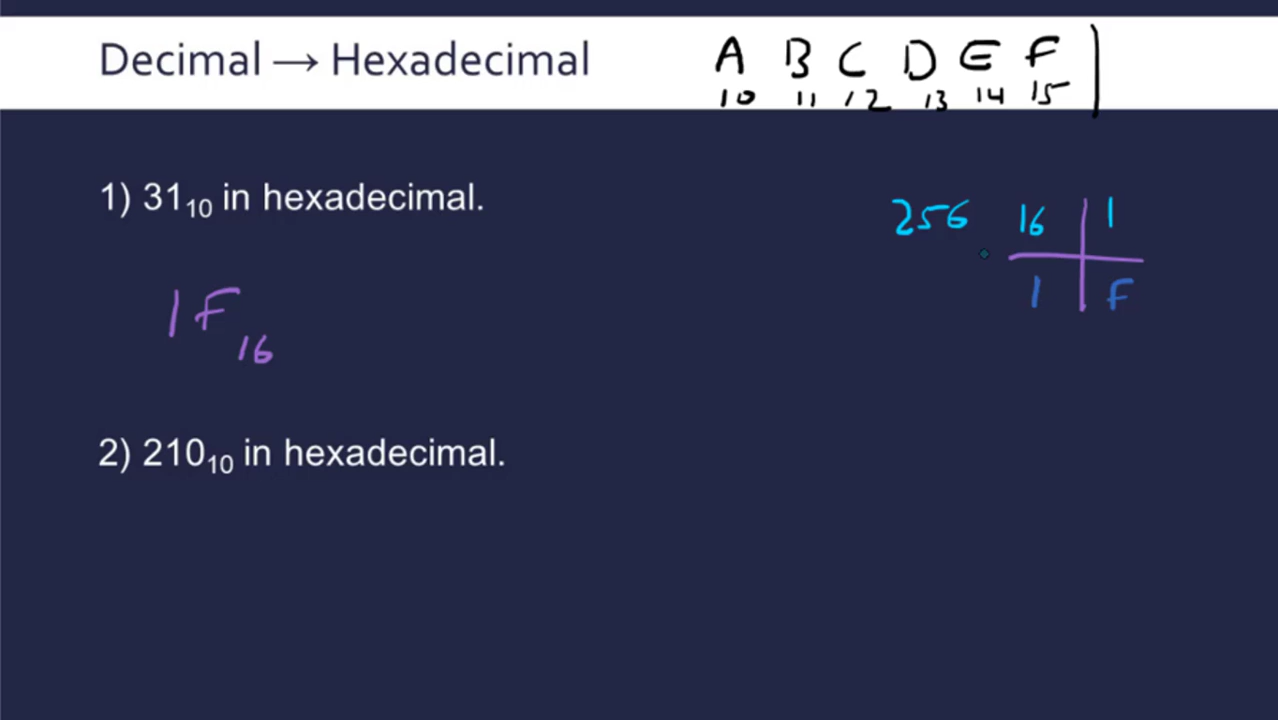 Decimal → Hexadecimal
A B C D E F
10 11 12 13 14 15
1) 31₁₀ in hexadecimal.
256 16 1
1 F
1F₁₆
2) 210₁₀ in hexadecimal.